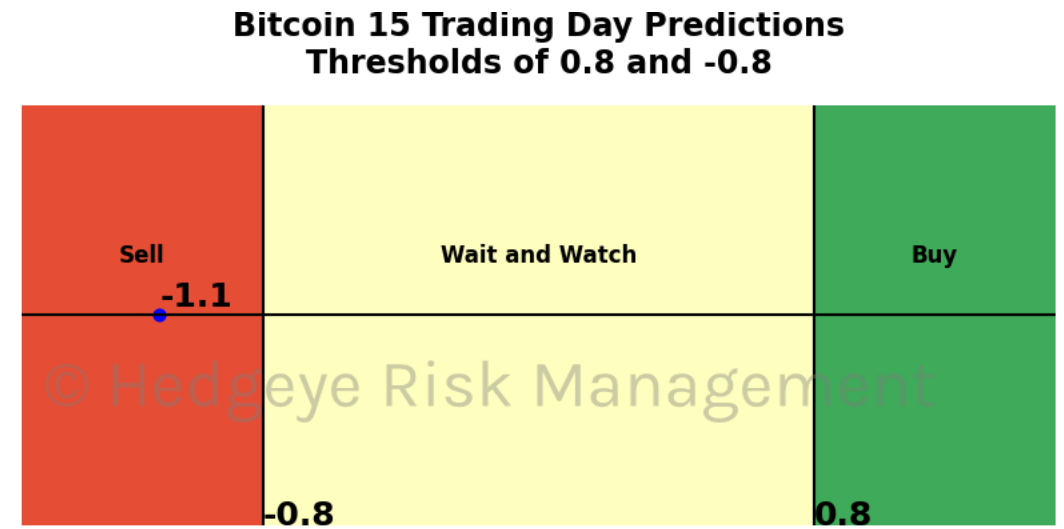 Bitcoin 15 Trading Day Predictions
Thresholds of 0.8 and -0.8
Sell
Wait and Watch
Buy
-1.1
© Hedgeye Risk Management
-0.8
0.8